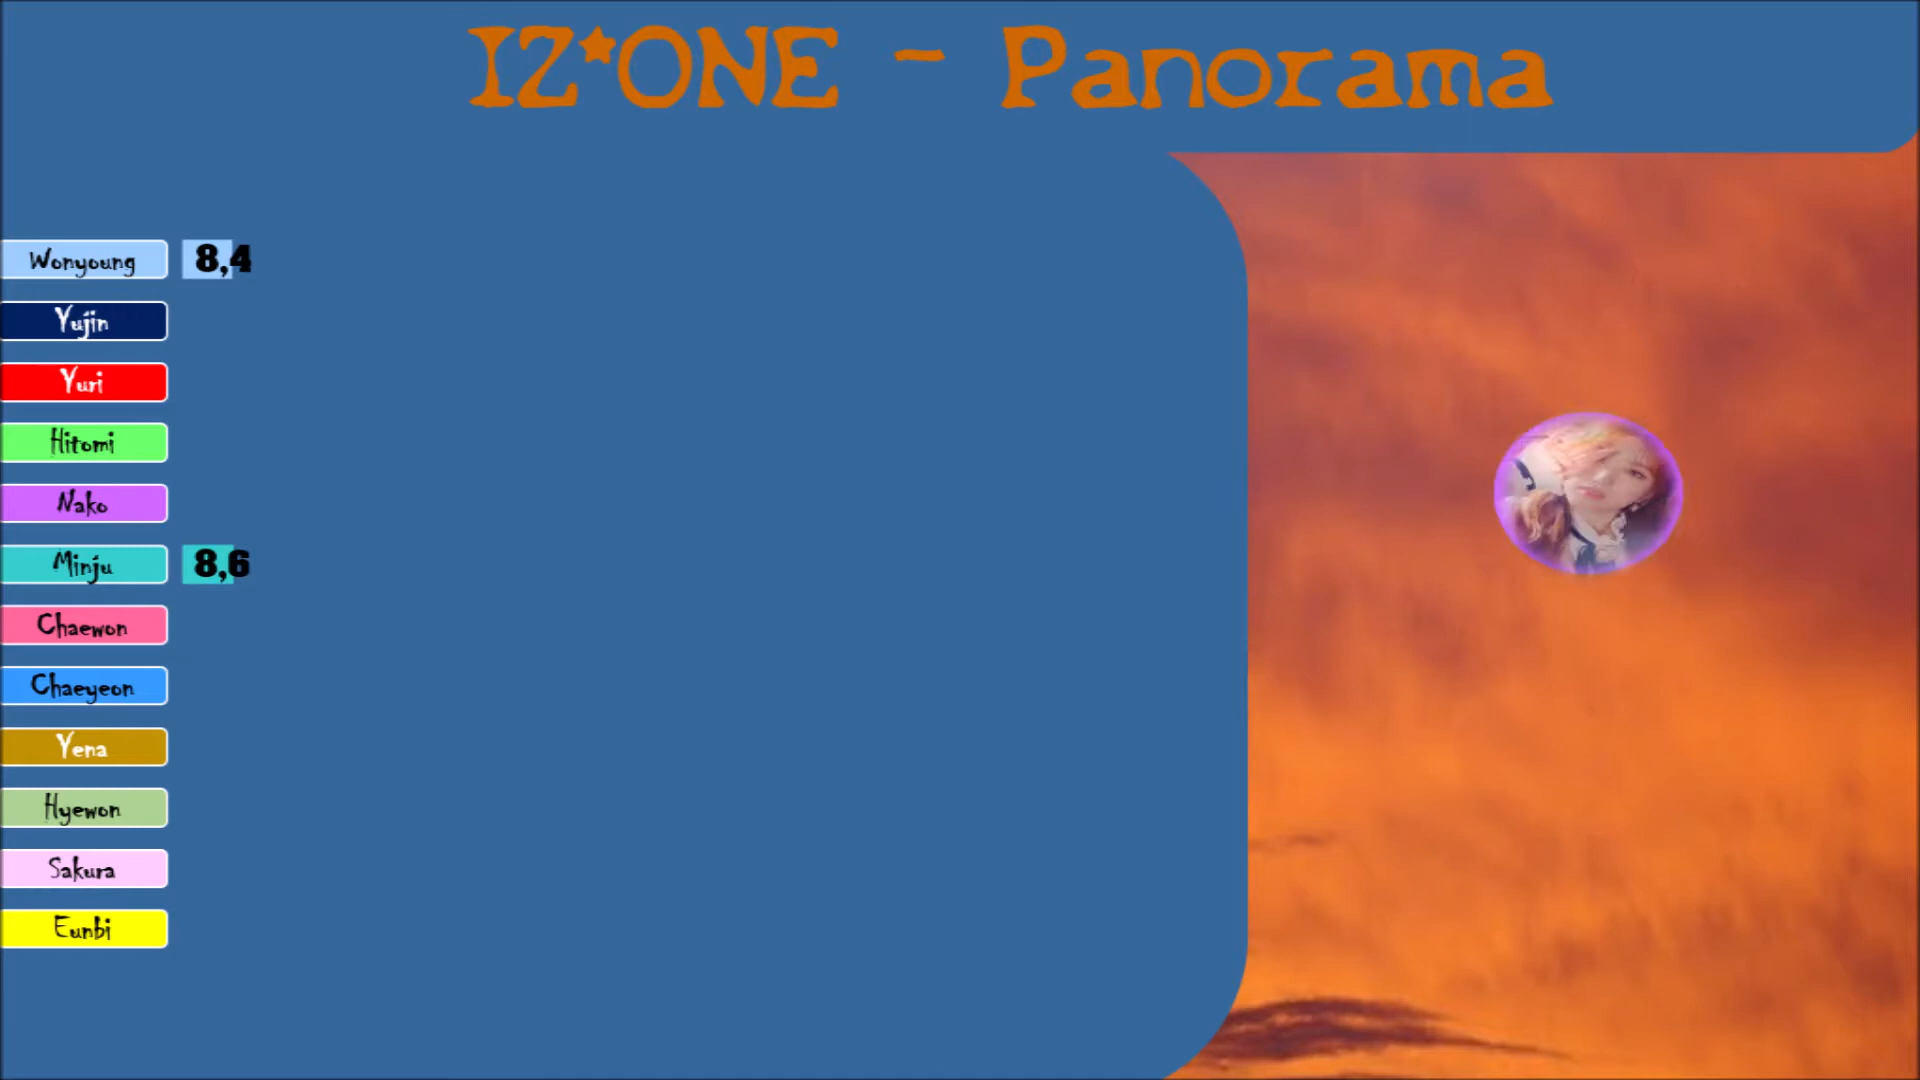 IZ*ONE - Panorama
Wonyoung 8,4
Yujin
Yuri
Hitomi
Nako
Minju 8,6
Chaewon
Chaeyeon
Yena
Hyewon
Sakura
Eunbi